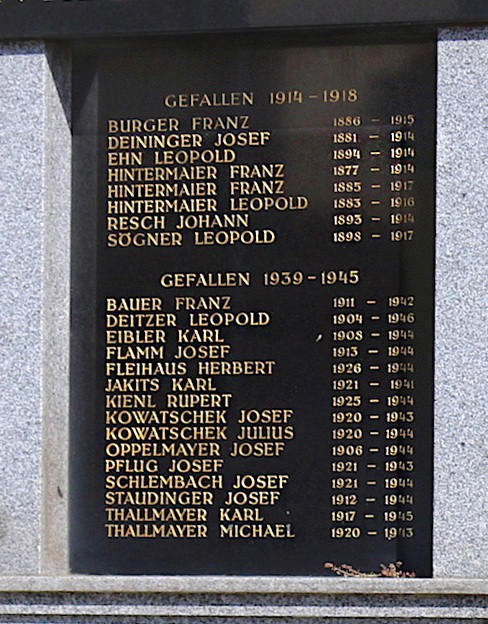 GEFALLEN 1914 - 1918
BURGER FRANZ 1886 - 1915
DEININGER JOSEF 1881 - 1914
EHN LEOPOLD 1894 - 1914
HINTERMAIER FRANZ 1877 - 1914
HINTERMAIER FRANZ 1885 - 1917
HINTERMAIER LEOPOLD 1883 - 1916
RESCH JOHANN 1893 - 1914
SÖGNER LEOPOLD 1898 - 1917
GEFALLEN 1939 - 1945
BAUER FRANZ 1911 - 1942
DEITZER LEOPOLD 1904 - 1946
EIBLER KARL 1908 - 1944
FLAMM JOSEF 1913 - 1944
FLEIHAUS HERBERT 1926 - 1944
JAKITS KARL 1921 - 1941
KIENL RUPERT 1925 - 1944
KOWATSCHEK JOSEF 1920 - 1943
KOWATSCHEK JULIUS 1920 - 1944
OPPELMAYER JOSEF 1906 - 1944
PFLUG JOSEF 1921 - 1943
SCHLEMBACH JOSEF 1921 - 1944
STAUDINGER JOSEF 1912 - 1944
THALLMAYER KARL 1917 - 1945
THALLMAYER MICHAEL 1920 - 1943